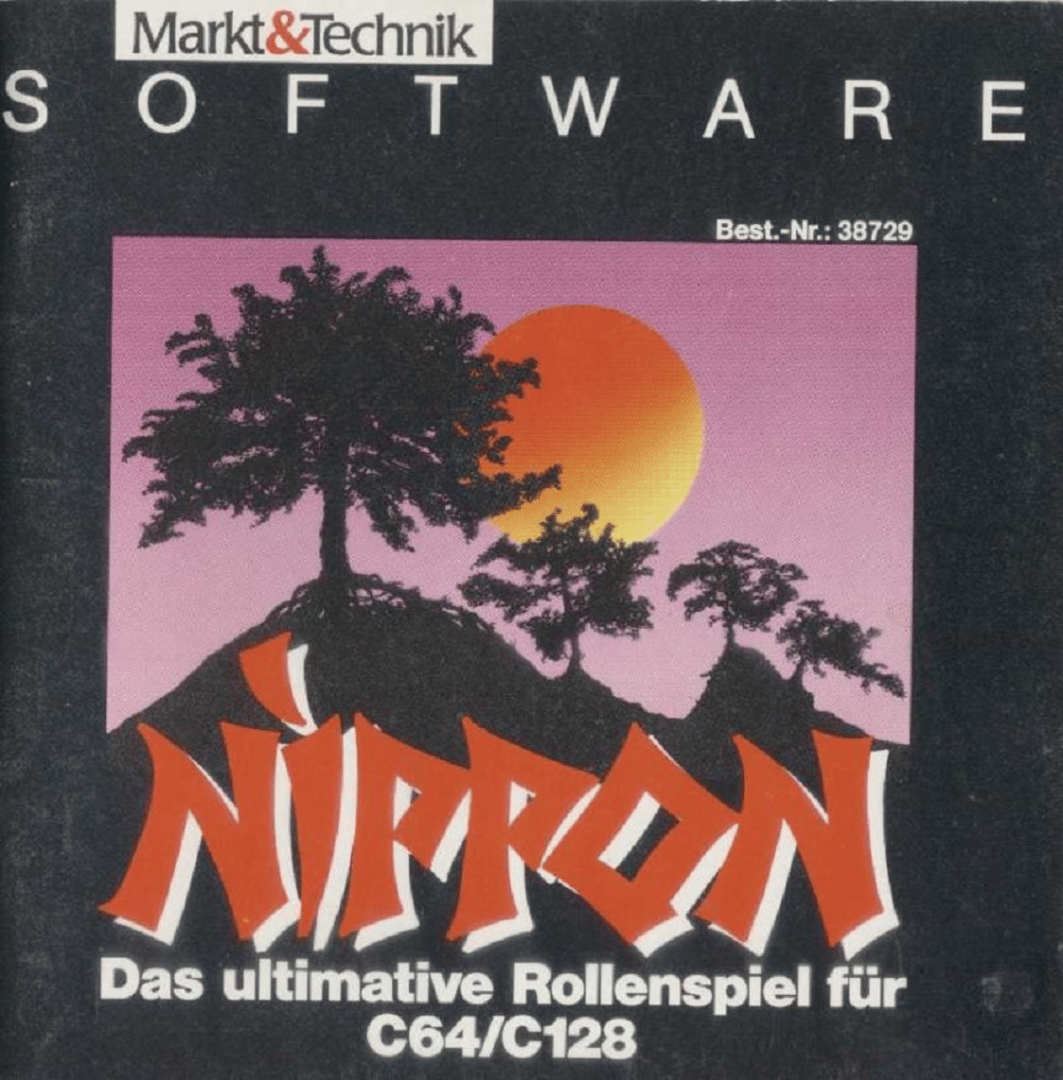 Markt&Technik
SOFTWARE
Best.-Nr.: 38729
NiPPON
Das ultimative Rollenspiel für
C64/C128